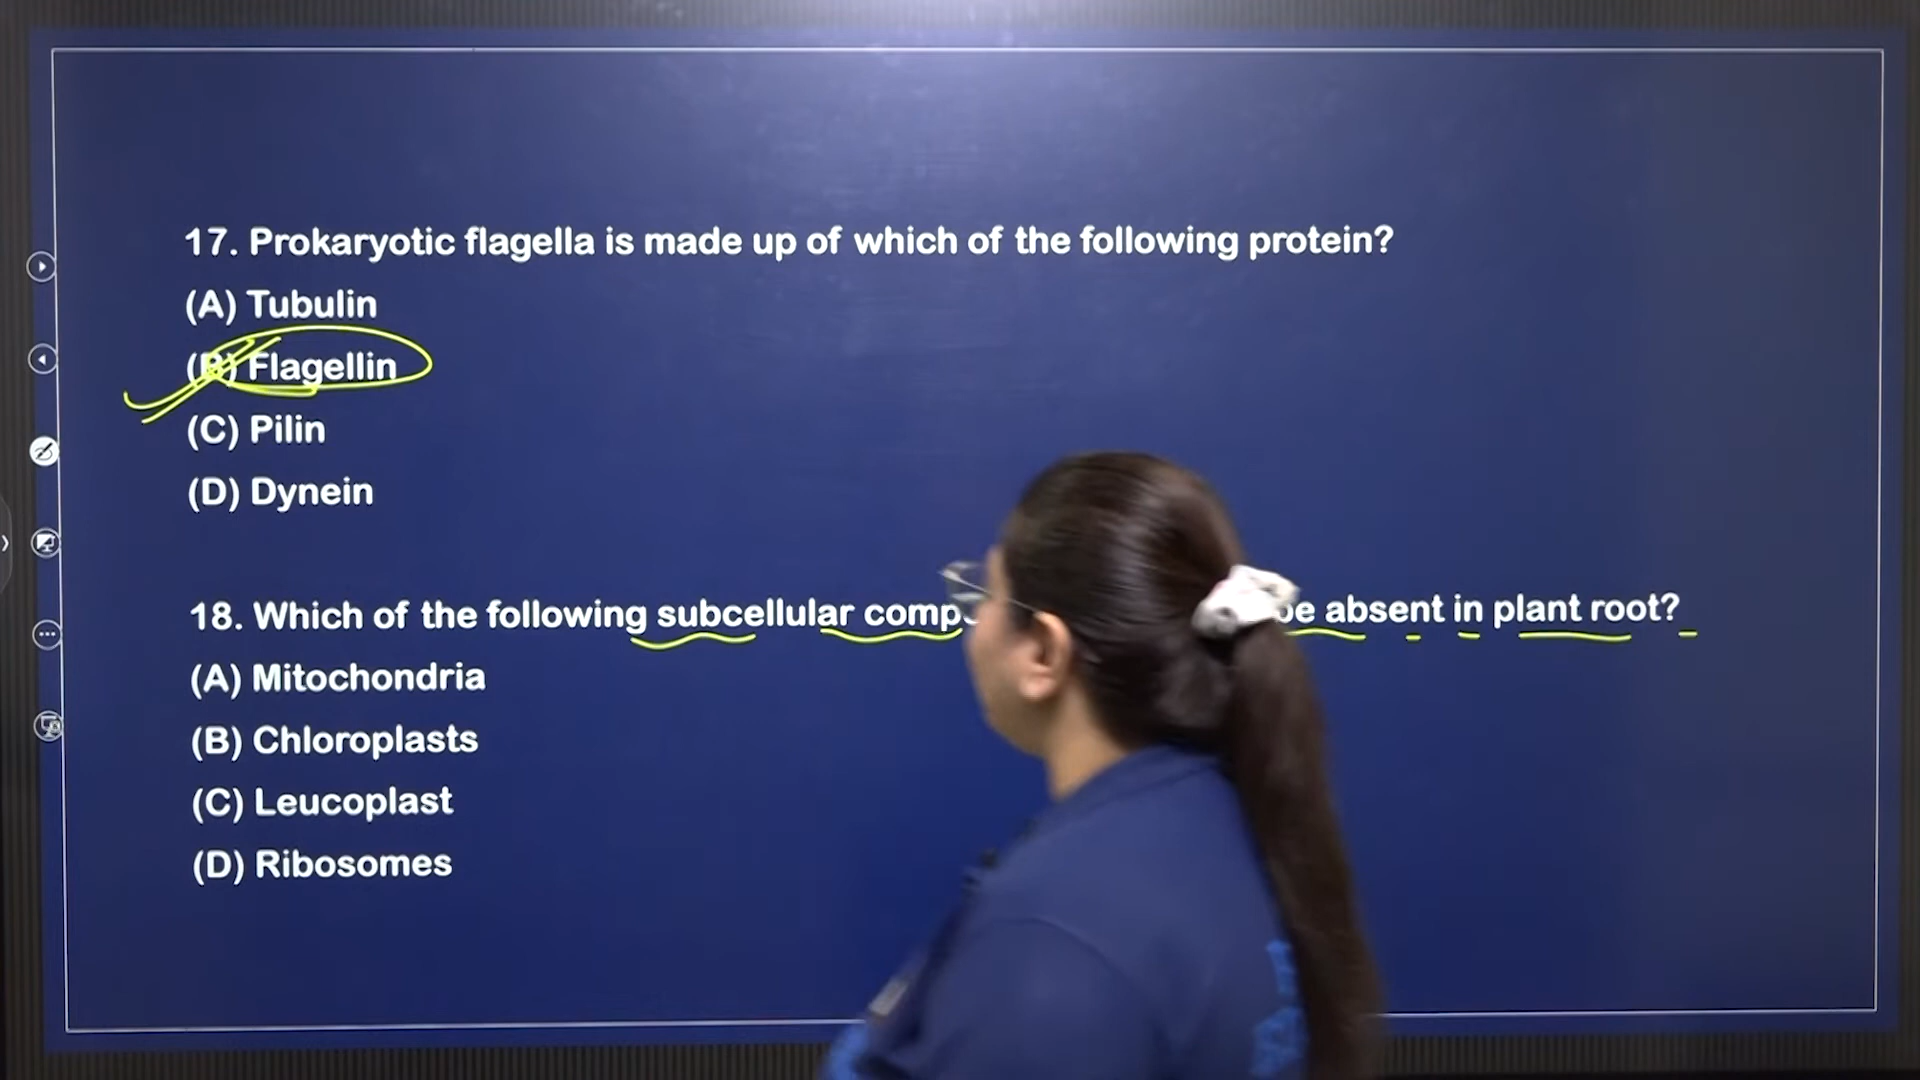 17. Prokaryotic flagella is made up of which of the following protein?
(A) Tubulin
(B) Flagellin
(C) Pilin
(D) Dynein
18. Which of the following subcellular be absent in plant root?
(A) Mitochondria
(B) Chloroplasts
(C) Leucoplast
(D) Ribosomes